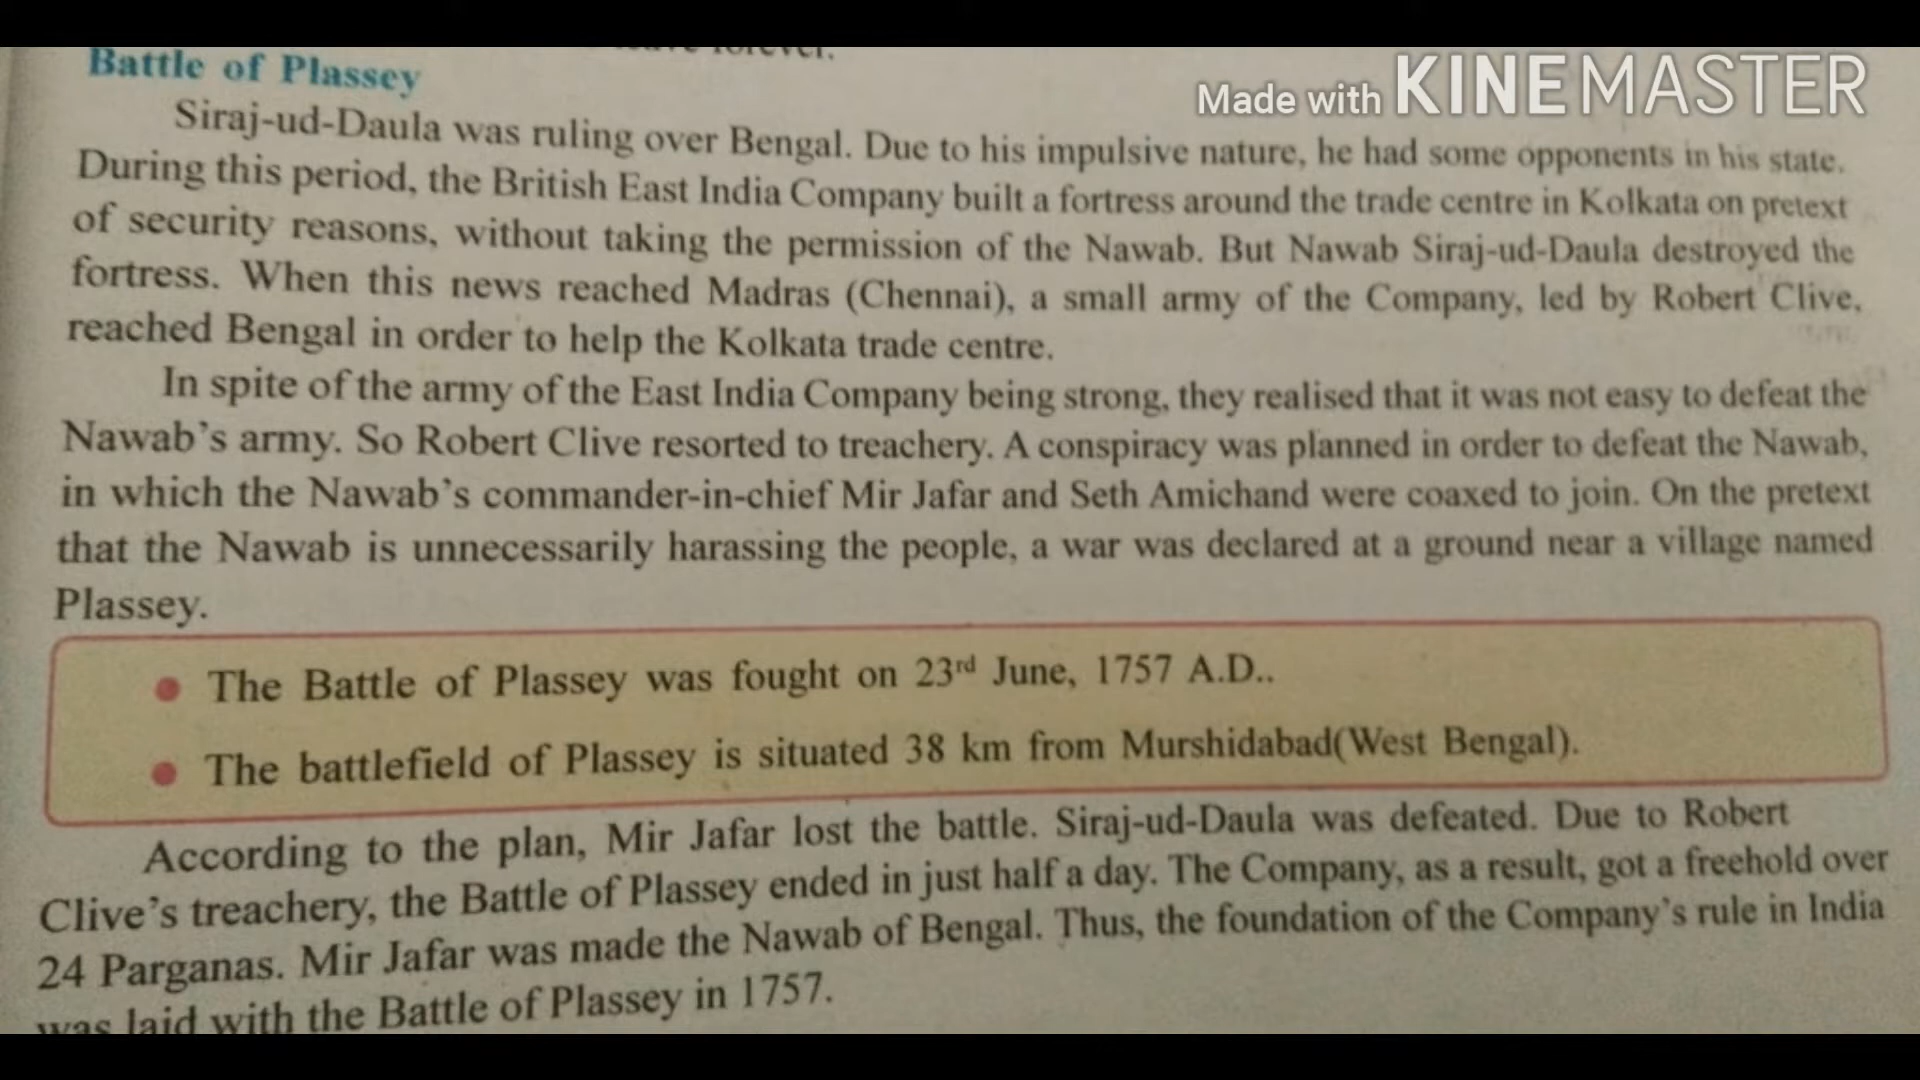 forever.
Battle of Plassey
Made with KINEMASTER
Siraj-ud-Daula was ruling over Bengal. Due to his impulsive nature, he had some opponents in his state.
During this period, the British East India Company built a fortress around the trade centre in Kolkata on pretext
of security reasons, without taking the permission of the Nawab. But Nawab Siraj-ud-Daula destroyed the
fortress. When this news reached Madras (Chennai), a small army of the Company, led by Robert Clive,
reached Bengal in order to help the Kolkata trade centre.
In spite of the army of the East India Company being strong, they realised that it was not easy to defeat the
Nawab's army. So Robert Clive resorted to treachery. A conspiracy was planned in order to defeat the Nawab,
in which the Nawab's commander-in-chief Mir Jafar and Seth Amichand were coaxed to join. On the pretext
that the Nawab is unnecessarily harassing the people, a war was declared at a ground near a village named
Plassey.
• The Battle of Plassey was fought on 23rd June, 1757 A.D..
• The battlefield of Plassey is situated 38 km from Murshidabad(West Bengal).
According to the plan, Mir Jafar lost the battle. Siraj-ud-Daula was defeated. Due to Robert
Clive's treachery, the Battle of Plassey ended in just half a day. The Company, as a result, got a freehold over
24 Parganas. Mir Jafar was made the Nawab of Bengal. Thus, the foundation of the Company's rule in India
was laid with the Battle of Plassey in 1757.